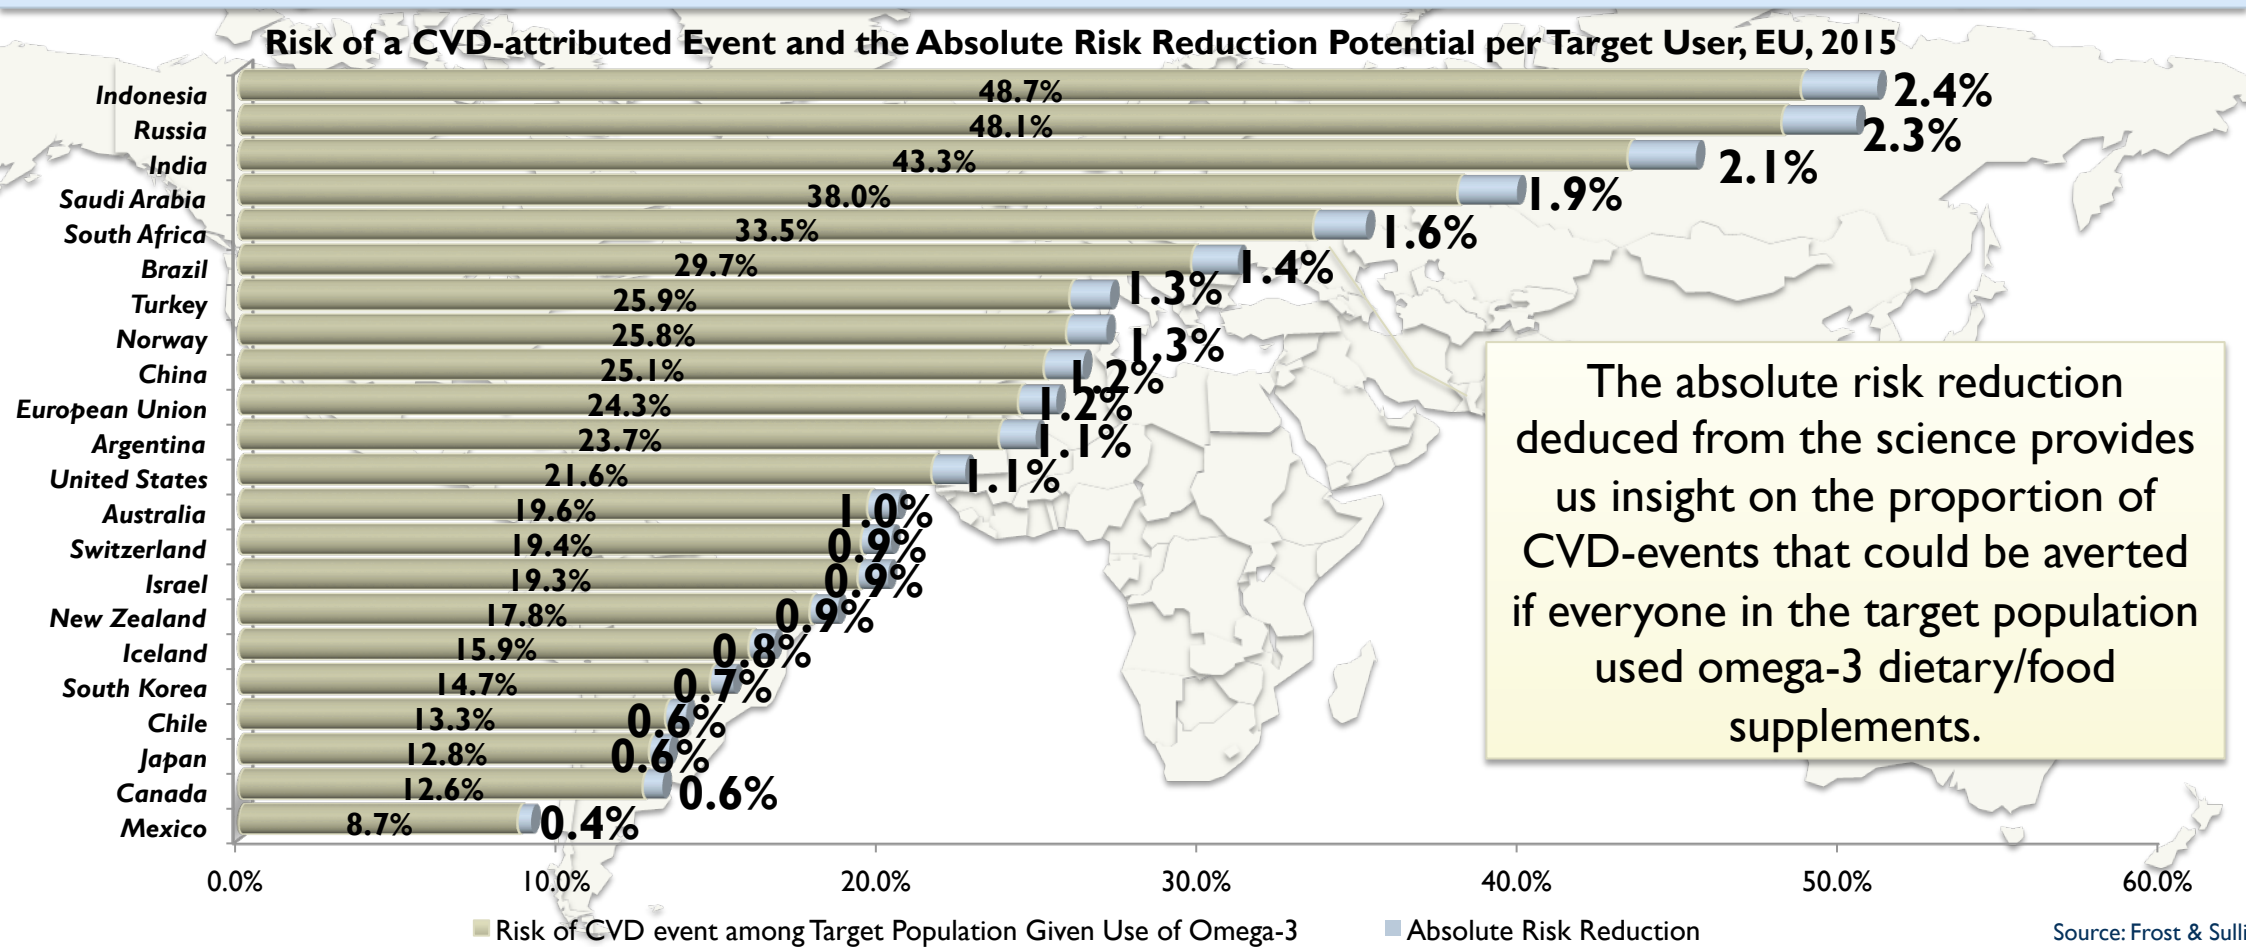 Risk of a CVD-attributed Event and the Absolute Risk Reduction Potential per Target User, EU, 2015
Indonesia 48.7% 2.4%
Russia 48.1% 2.3%
India 43.3% 2.1%
Saudi Arabia 38.0% 1.9%
South Africa 33.5% 1.6%
Brazil 29.7% 1.4%
Turkey 25.9% 1.3%
Norway 25.8% 1.3%
China 25.1% 1.2%
European Union 24.3% 1.2%
Argentina 23.7% 1.1%
United States 21.6% 1.1%
Australia 19.6% 1.0%
Switzerland 19.4% 0.9%
Israel 19.3% 0.9%
New Zealand 17.8% 0.9%
Iceland 15.9% 0.8%
South Korea 14.7% 0.7%
Chile 13.3% 0.6%
Japan 12.8% 0.6%
Canada 12.6% 0.6%
Mexico 8.7% 0.4%
0.0% 10.0% 20.0% 30.0% 40.0% 50.0% 60.0%
Risk of CVD event among Target Population Given Use of Omega-3 Absolute Risk Reduction
The absolute risk reduction
deduced from the science provides
us insight on the proportion of
CVD-events that could be averted
if everyone in the target population
used omega-3 dietary/food
supplements.
Source: Frost & Sulli